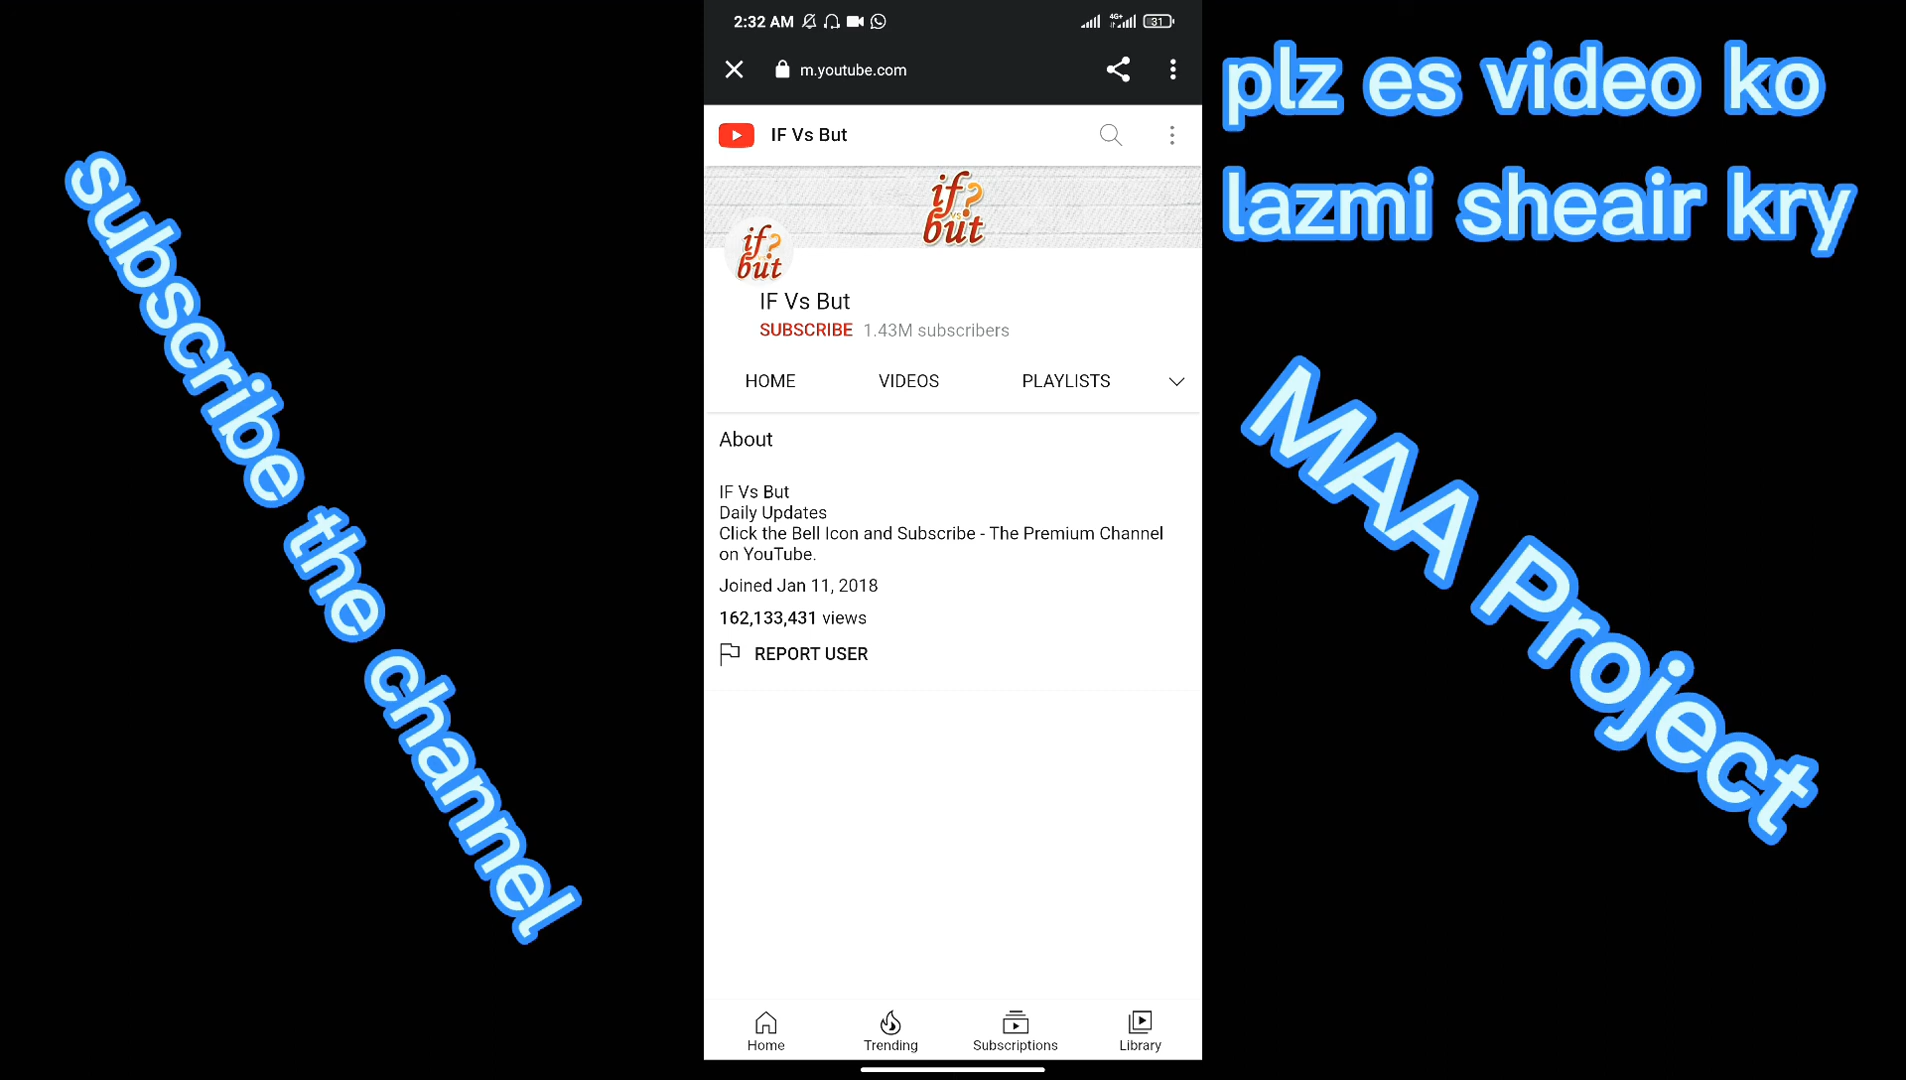 2:32 AM
4G+
31
m.youtube.com
IF Vs But
if?
vs
but
if?
but
IF Vs But
SUBSCRIBE 1.43M subscribers
HOME VIDEOS PLAYLISTS
About
IF Vs But
Daily Updates
Click the Bell Icon and Subscribe - The Premium Channel
on YouTube.
Joined Jan 11, 2018
162,133,431 views
REPORT USER
Home Trending Subscriptions Library
subscribe the channel
plz es video ko
lazmi sheair kry
MAA Project